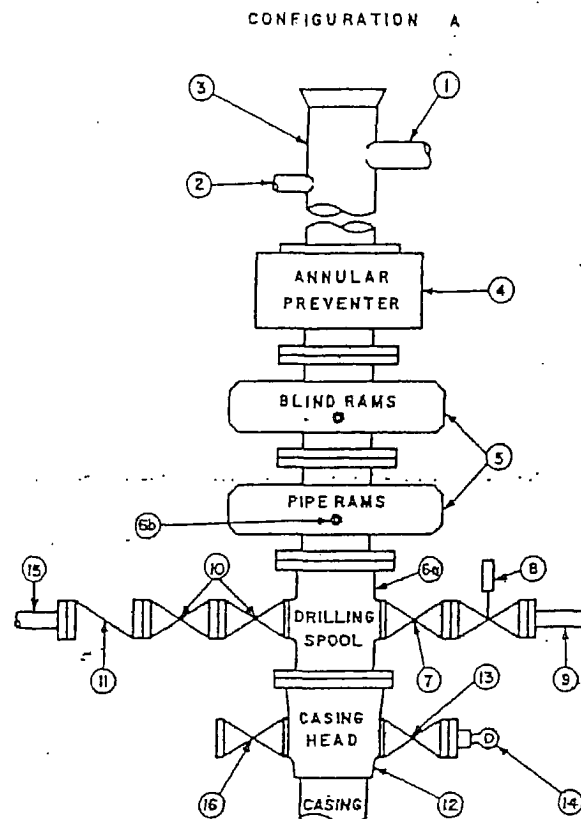 CONFIGURATION A
3
1
2
ANNULAR
PREVENTER
4
BLIND RAMS
5
PIPE RAMS
6b
15
10
6a
8
DRILLING
SPOOL
11
7
13
9
CASING
HEAD
16
12
14
CASING